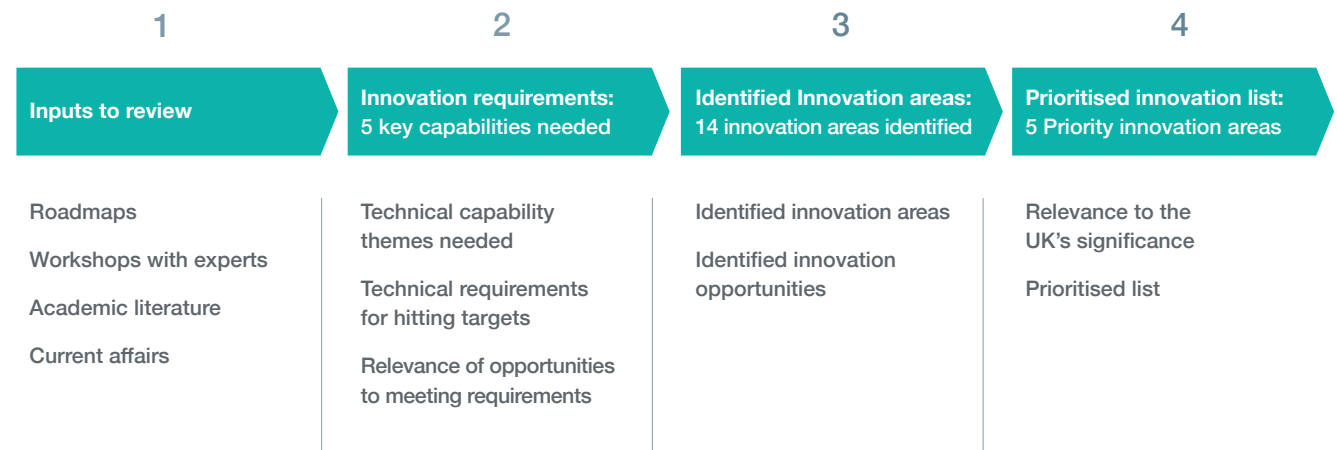 1
Inputs to review
Roadmaps
Workshops with experts
Academic literature
Current affairs
2
Innovation requirements:
5 key capabilities needed
Technical capability
themes needed
Technical requirements
for hitting targets
Relevance of opportunities
to meeting requirements
3
Identified Innovation areas:
14 innovation areas identified
Identified innovation areas
Identified innovation
opportunities
4
Prioritised innovation list:
5 Priority innovation areas
Relevance to the
UK’s significance
Prioritised list